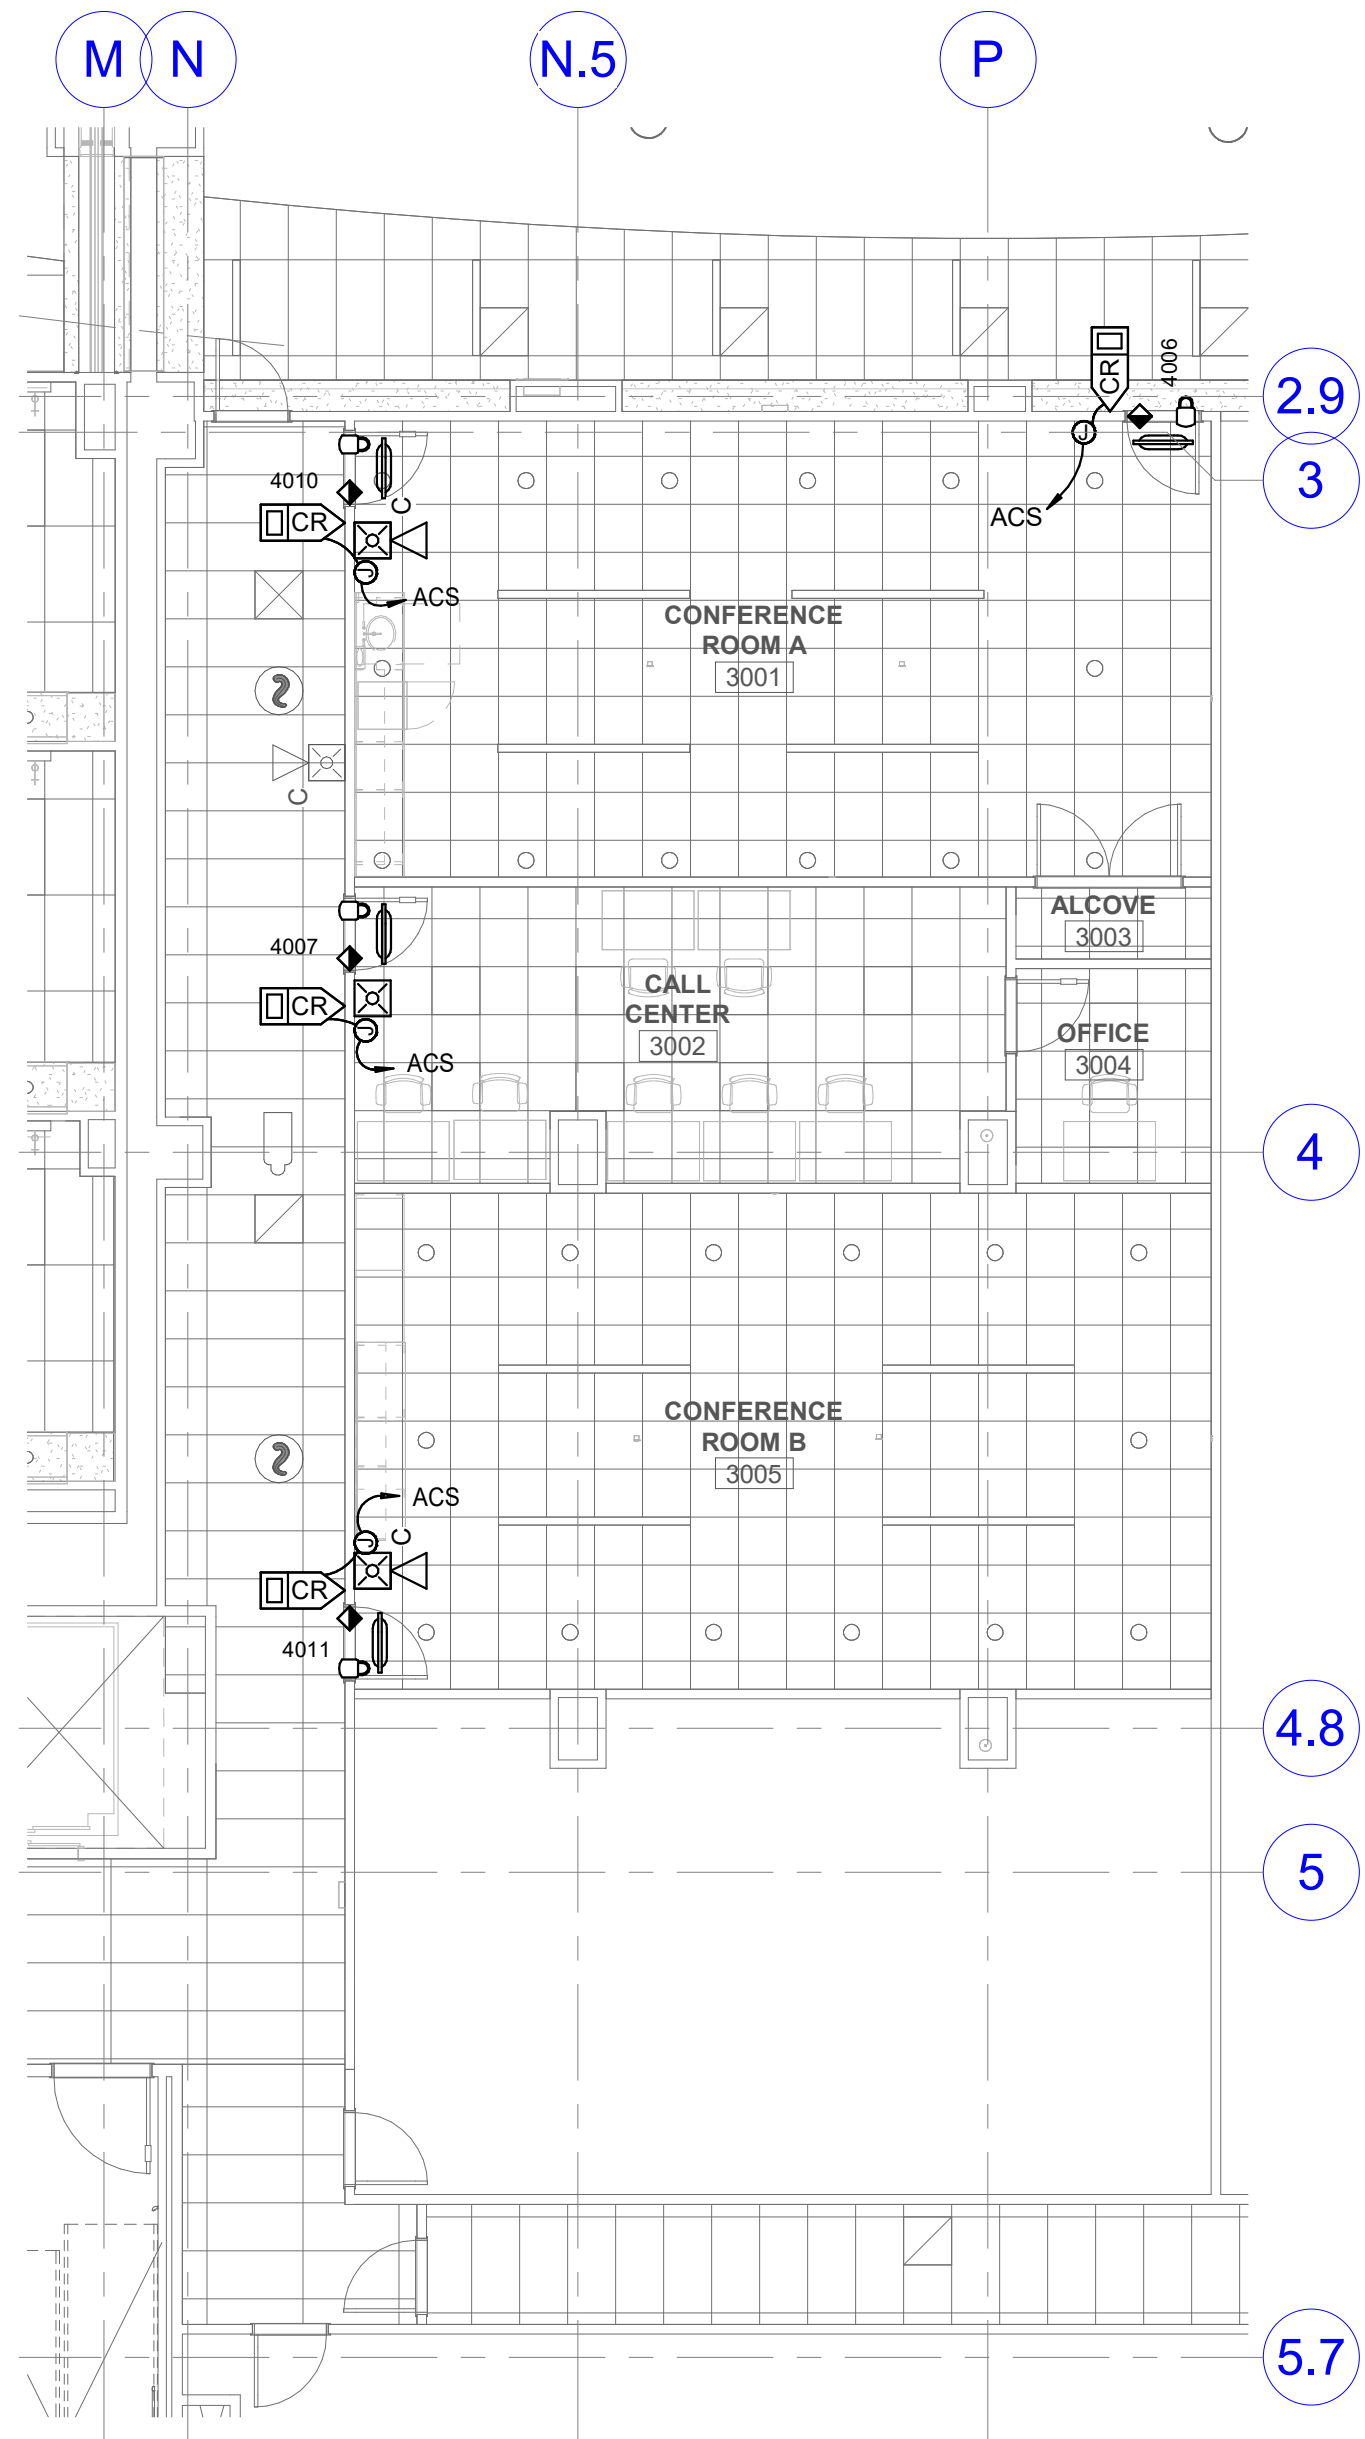 M
N
N.5
P
2.9
3
4006
CR
J
ACS
4010
CR
C
J
ACS
CONFERENCE
ROOM A
3001
C
ALCOVE
3003
4007
CALL
CENTER
3002
CR
J
ACS
OFFICE
3004
4
CONFERENCE
ROOM B
3005
ACS
J
C
CR
4011
4.8
5
5.7